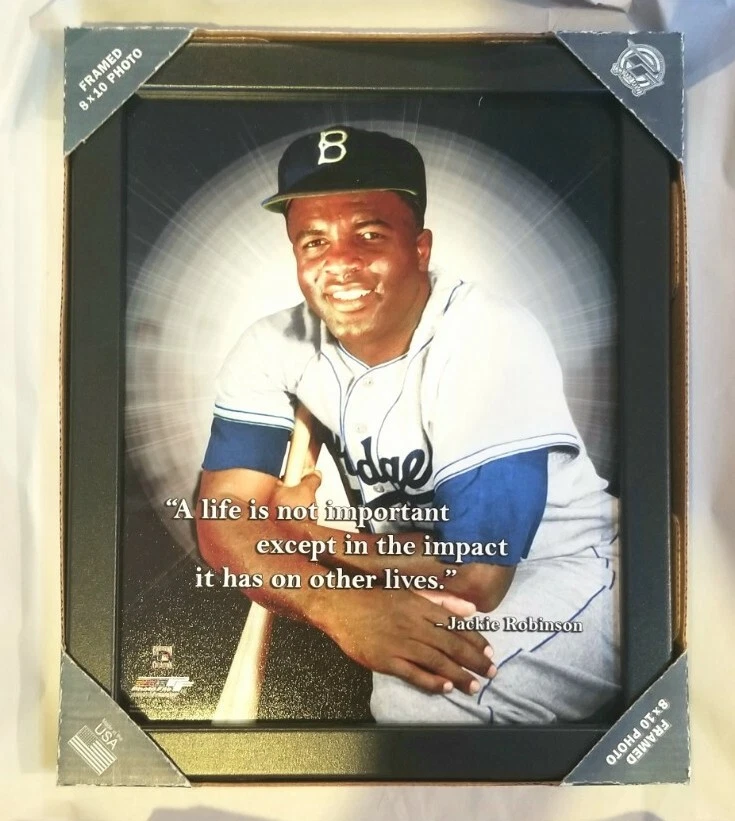 FRAMED
8x10 PHOTO
B
Dodge
“A life is not important
except in the impact
it has on other lives.”
- Jackie Robinson
USA
FRAMED
8x10 PHOTO